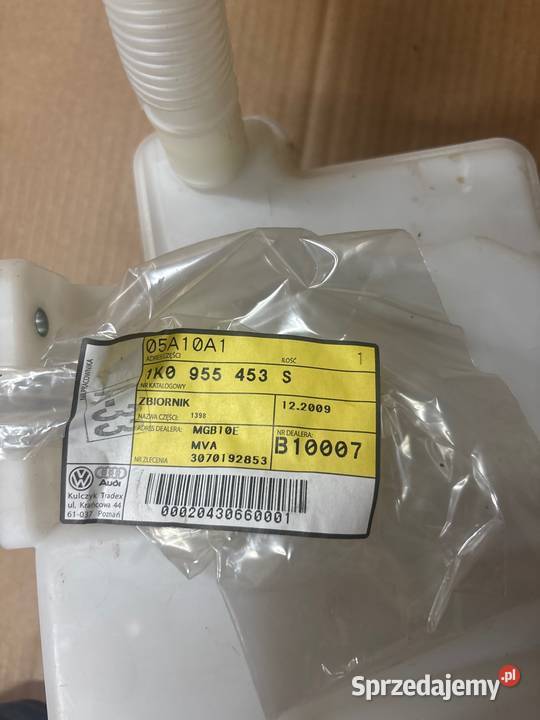 05A10A1
ADRES CZĘŚCI
ILOŚĆ
1
1K0 955 453 S
NR KATALOGOWY
ZBIORNIK
12.2009
NAZWA CZĘŚCI:
1398
ADRES DEALERA:
MGB10E
NR DEALERA:
MVA
B10007
NR ZLECENIA
3070192853
00020430660001
Audi
Kulczyk Tradex
ul. Krańcowa 44
61-037 Poznań
Sprzedajemy.pl